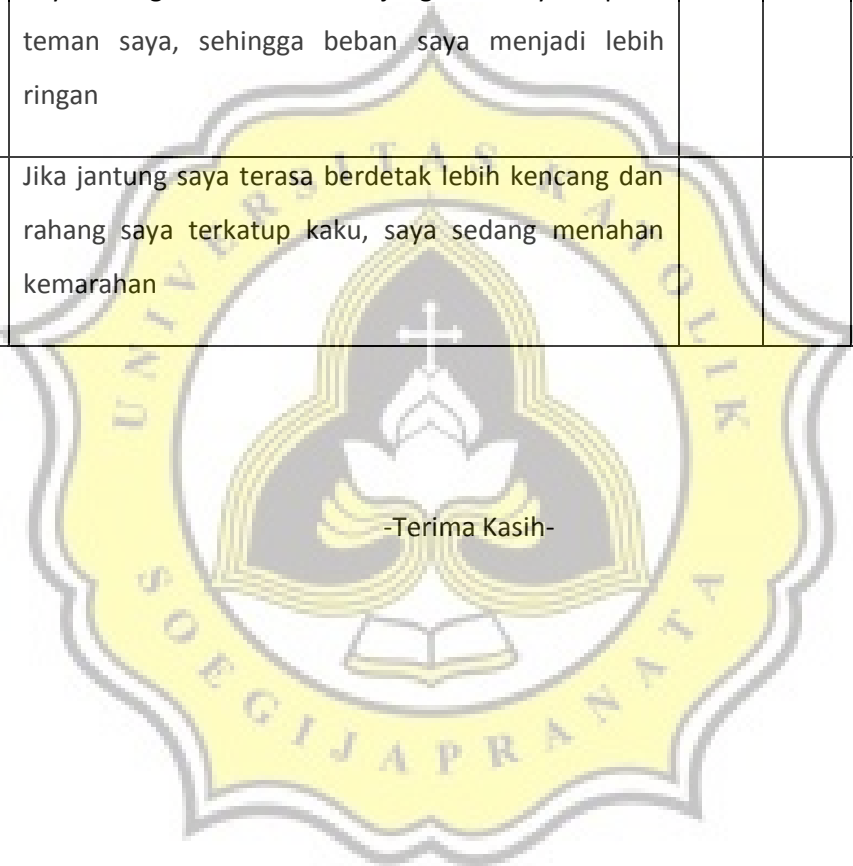 teman saya, sehingga beban saya menjadi lebih
ringan
Jika jantung saya terasa berdetak lebih kencang dan
rahang saya terkatup kaku, saya sedang menahan
kemarahan
-Terima Kasih-
UNIVERSITAS KATOLIK
SOEGIJAPRANATA